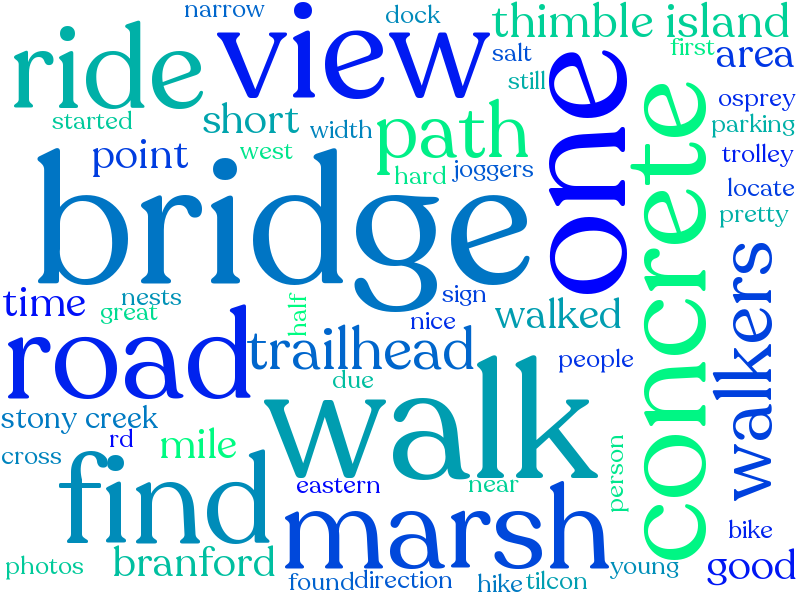 narrow
view
dock
thimble island
ride
salt
first
area
still
osprey
started
short
width
path
one
concrete
parking
point
west
hard
joggers
trolley
bridge
locate
pretty
time
nests
great
half
sign
nice
walked
walkers
road
trailhead
people
due
walk
stony creek
rd
mile
cross
find
eastern
near
person
marsh
bike
photos
branford
found
direction
hike
tilcon
young
good